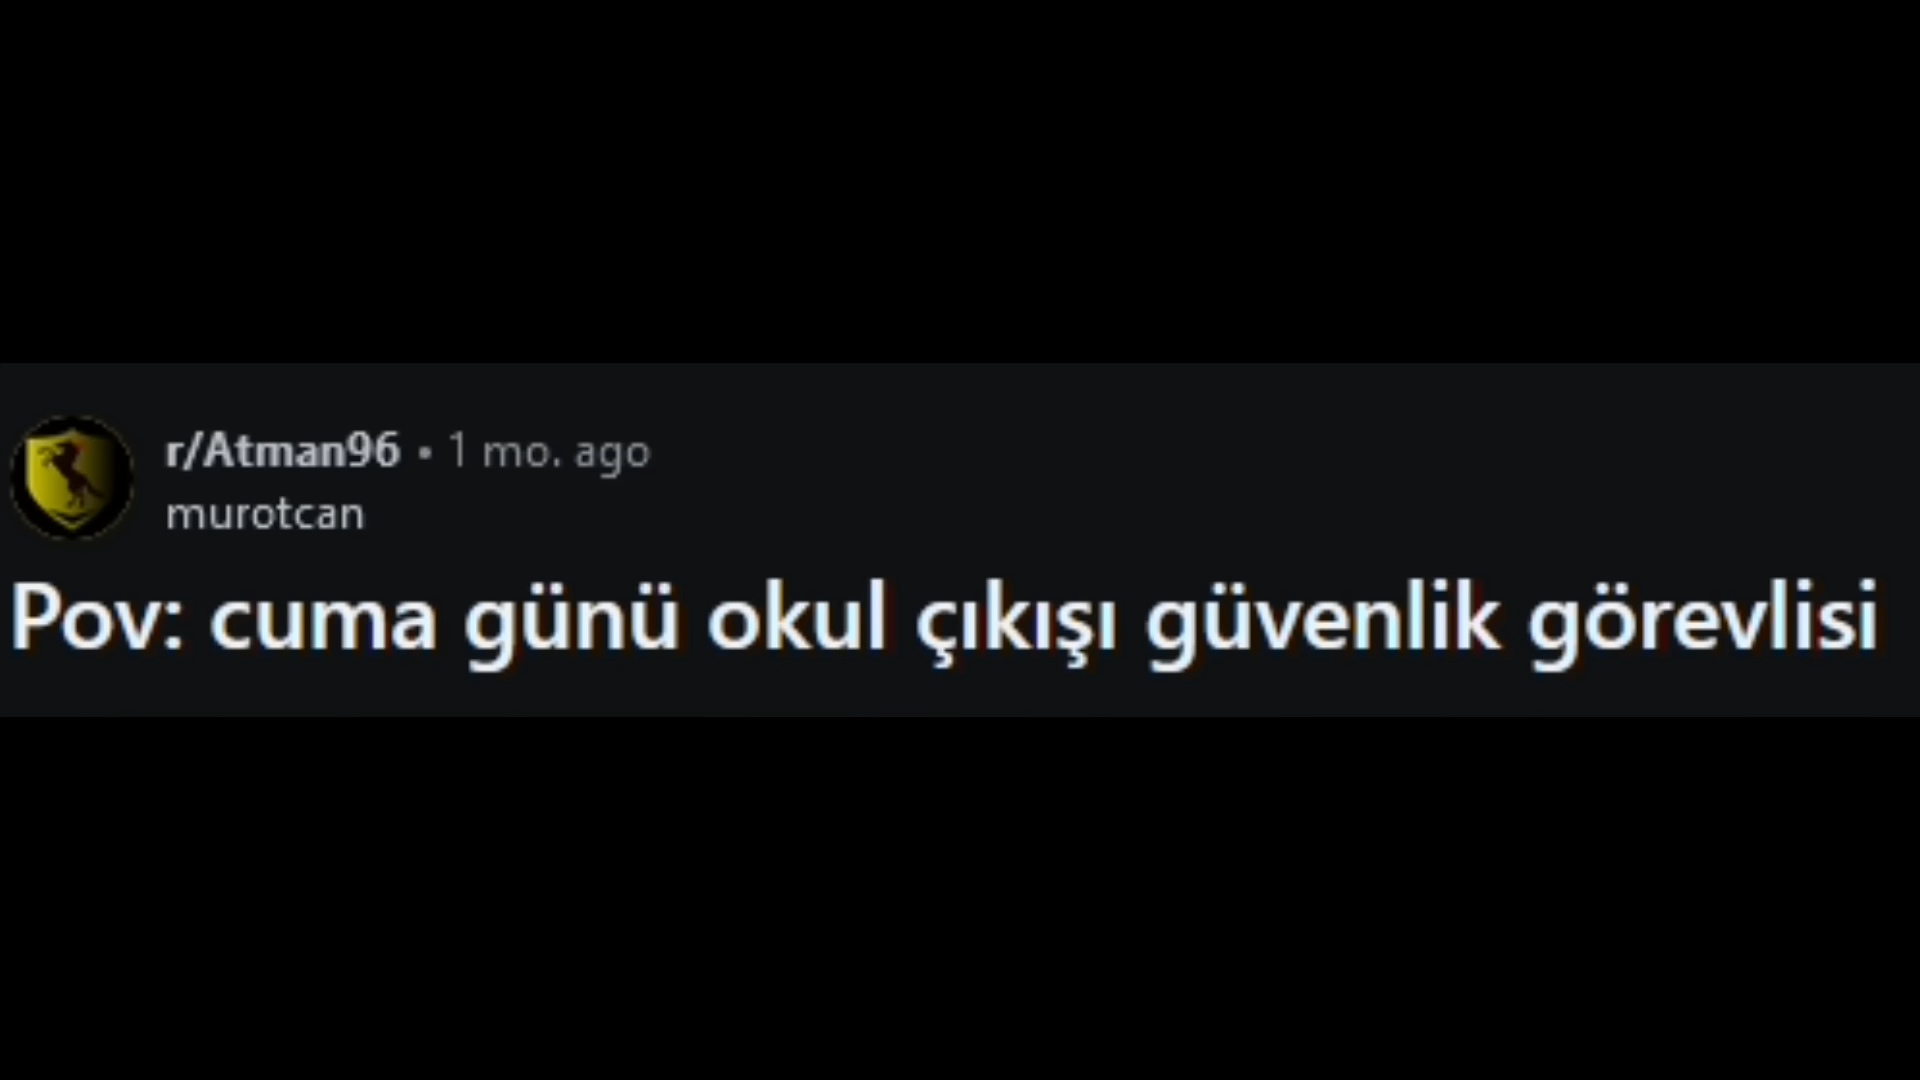 r/Atman96 • 1 mo. ago
murotcan
Pov: cuma günü okul çıkışı güvenlik görevlisi